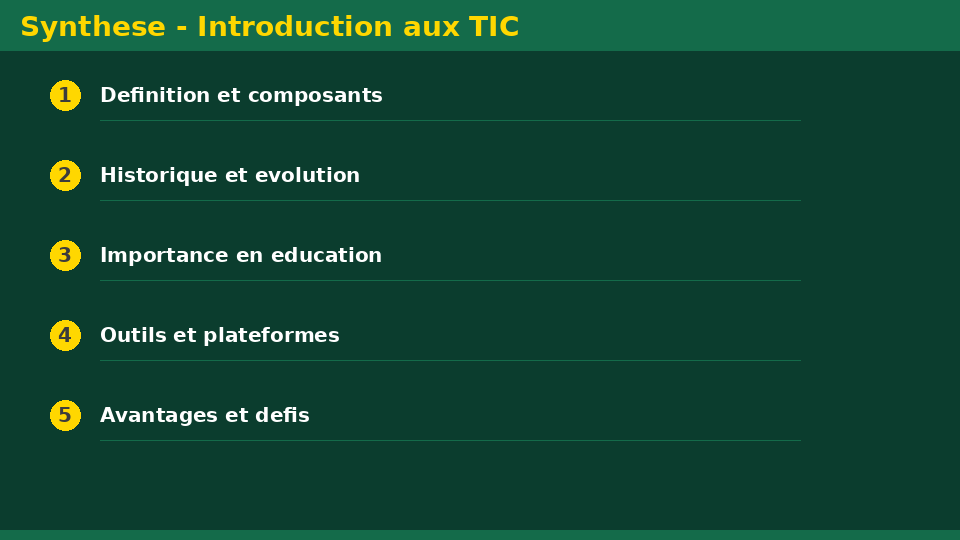 Synthese - Introduction aux TIC
1 Definition et composants
2 Historique et evolution
3 Importance en education
4 Outils et plateformes
5 Avantages et defis